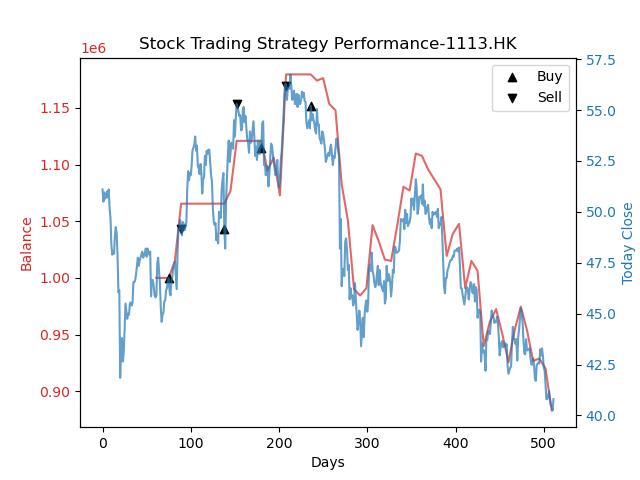 Stock Trading Strategy Performance-1113.HK
1e6
Buy
Sell
1.15
1.10
1.05
1.00
0.95
0.90
Balance
57.5
55.0
52.5
50.0
47.5
45.0
42.5
40.0
Today Close
0 100 200 300 400 500
Days